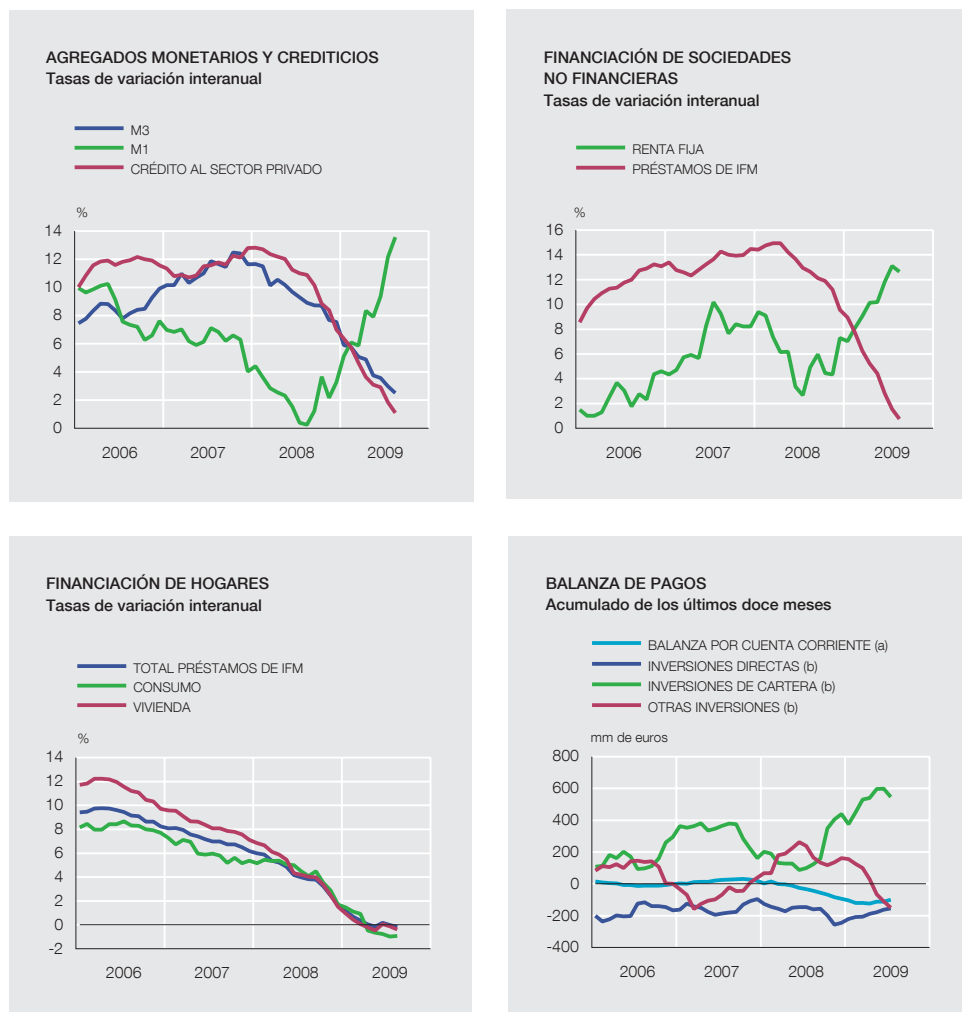 AGREGADOS MONETARIOS Y CREDITICIOS
Tasas de variación interanual
M3
M1
CRÉDITO AL SECTOR PRIVADO
%
14
12
10
8
6
4
2
0
2006 2007 2008 2009
FINANCIACIÓN DE SOCIEDADES
NO FINANCIERAS
Tasas de variación interanual
RENTA FIJA
PRÉSTAMOS DE IFM
%
16
14
12
10
8
6
4
2
0
2006 2007 2008 2009
FINANCIACIÓN DE HOGARES
Tasas de variación interanual
TOTAL PRÉSTAMOS DE IFM
CONSUMO
VIVIENDA
%
14
12
10
8
6
4
2
0
-2
2006 2007 2008 2009
BALANZA DE PAGOS
Acumulado de los últimos doce meses
BALANZA POR CUENTA CORRIENTE (a)
INVERSIONES DIRECTAS (b)
INVERSIONES DE CARTERA (b)
OTRAS INVERSIONES (b)
mm de euros
800
600
400
200
0
-200
-400
2006 2007 2008 2009